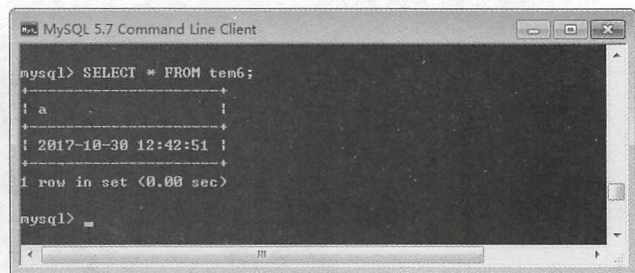 MySQL 5.7 Command Line Client
mysql> SELECT * FROM tem6;
+---------------------+
| a                   |
+---------------------+
| 2017-10-30 12:42:51 |
+---------------------+
1 row in set (0.00 sec)
mysql>